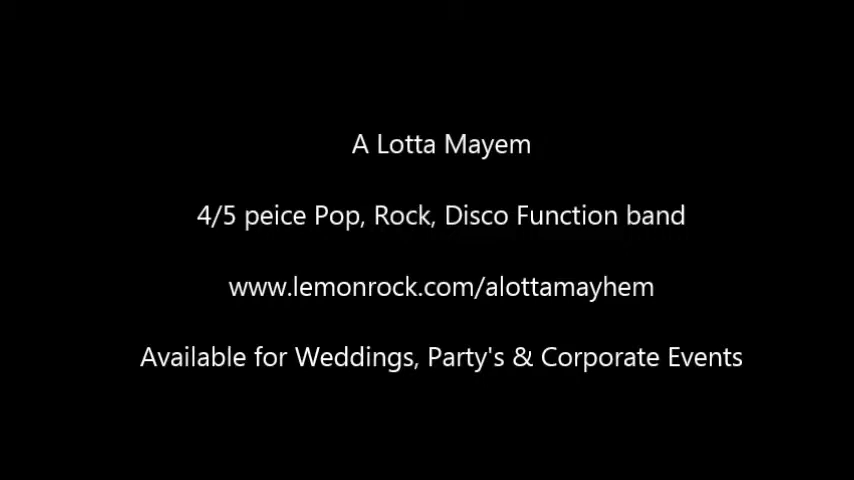 A Lotta Mayem
4/5 peice Pop, Rock, Disco Function band
www.lemonrock.com/alottamayhem
Available for Weddings, Party's & Corporate Events